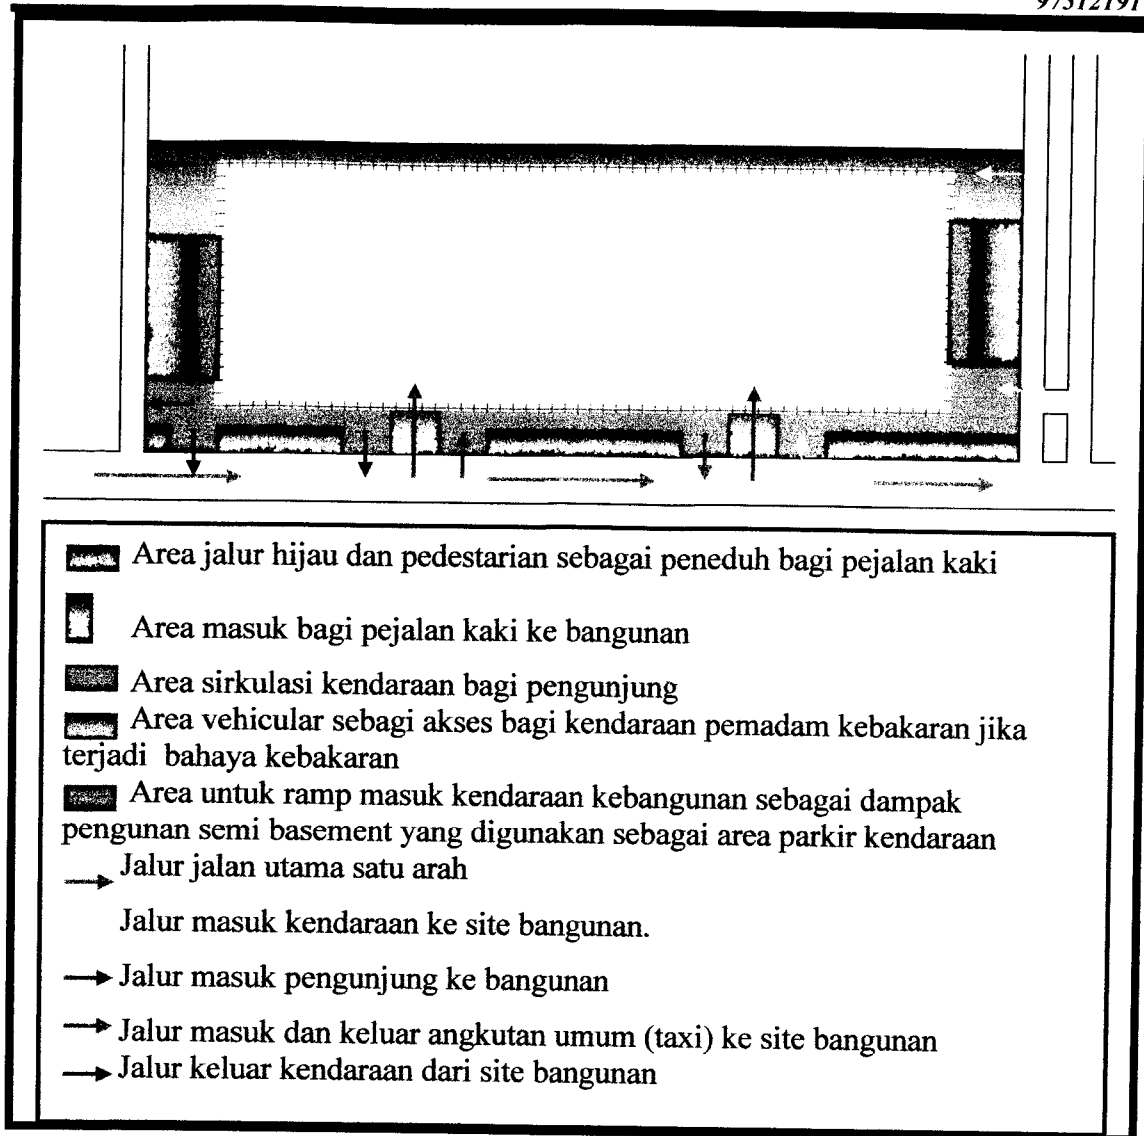 97512191
Area jalur hijau dan pedestarian sebagai peneduh bagi pejalan kaki
Area masuk bagi pejalan kaki ke bangunan
Area sirkulasi kendaraan bagi pengunjung
Area vehicular sebagi akses bagi kendaraan pemadam kebakaran jika
terjadi bahaya kebakaran
Area untuk ramp masuk kendaraan kebangunan sebagai dampak
pengunan semi basement yang digunakan sebagai area parkir kendaraan
Jalur jalan utama satu arah
Jalur masuk kendaraan ke site bangunan.
Jalur masuk pengunjung ke bangunan
Jalur masuk dan keluar angkutan umum (taxi) ke site bangunan
Jalur keluar kendaraan dari site bangunan